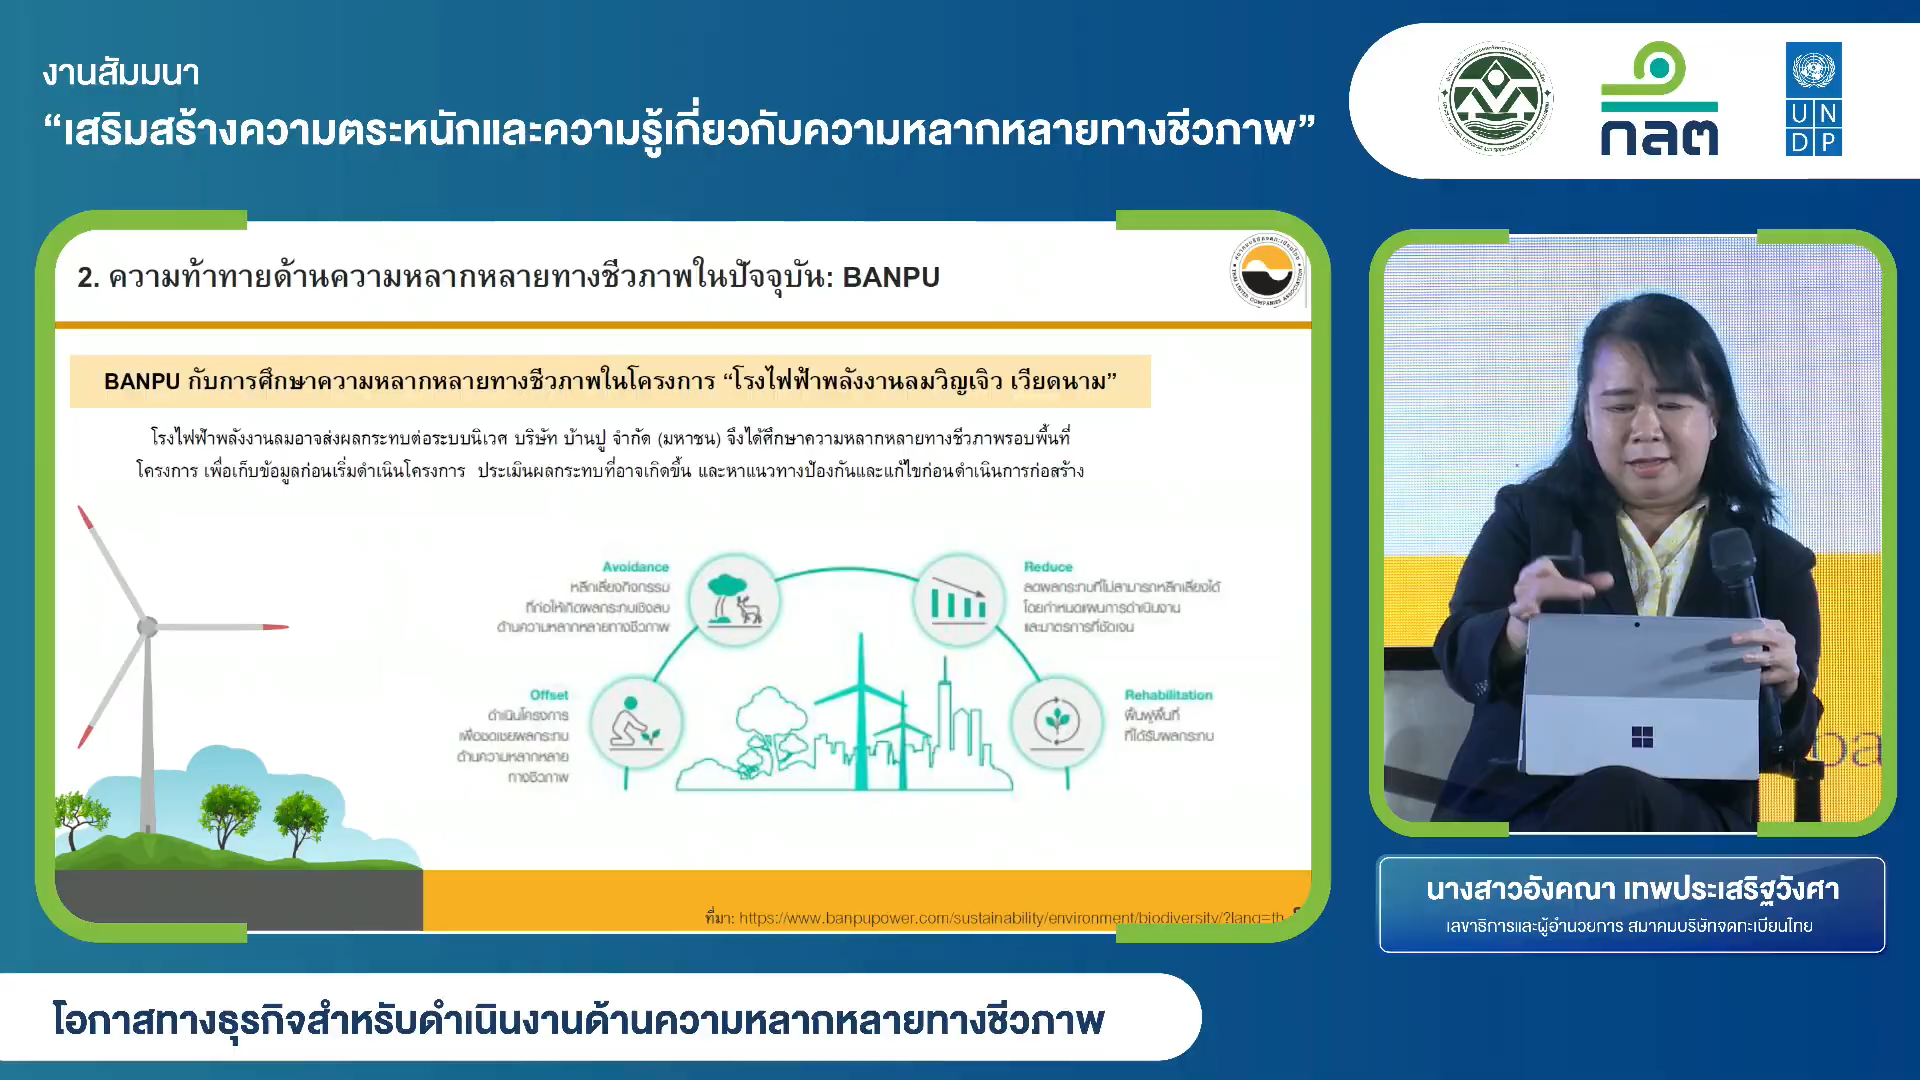 งานสัมมนา
“เสริมสร้างความตระหนักและความรู้เกี่ยวกับความหลากหลายทางชีวภาพ”
กลต
UN
DP
2. ความท้าทายด้านความหลากหลายทางชีวภาพในปัจจุบัน: BANPU
BANPU กับการศึกษาความหลากหลายทางชีวภาพในโครงการ “โรงไฟฟ้าพลังงานลมวิญเจิว เวียดนาม”
โรงไฟฟ้าพลังงานลมอาจส่งผลกระทบต่อระบบนิเวศ บริษัท บ้านปู จำกัด (มหาชน) จึงได้ศึกษาความหลากหลายทางชีวภาพรอบพื้นที่
โครงการ เพื่อเก็บข้อมูลก่อนเริ่มดำเนินโครงการ ประเมินผลกระทบที่อาจเกิดขึ้น และหาแนวทางป้องกันและแก้ไขก่อนดำเนินการก่อสร้าง
Avoidance
หลีกเลี่ยงกิจกรรม
ที่ก่อให้เกิดผลกระทบเชิงลบ
ด้านความหลากหลายทางชีวภาพ
Reduce
ลดผลกระทบที่ไม่สามารถหลีกเลี่ยงได้
โดยกำหนดแผนการดำเนินงาน
และมาตรการที่ชัดเจน
Offset
ดำเนินโครงการ
เพื่อชดเชยผลกระทบ
ด้านความหลากหลาย
ทางชีวภาพ
Rehabilitation
ฟื้นฟูพื้นที่
ที่ได้รับผลกระทบ
ที่มา: https://www.banpupower.com/sustainability/environment/biodiversity/?lang=th
ba
นางสาวอังคณา เทพประเสริฐวังศา
เลขาธิการและผู้อำนวยการ สมาคมบริษัทจดทะเบียนไทย
โอกาสทางธุรกิจสำหรับดำเนินงานด้านความหลากหลายทางชีวภาพ